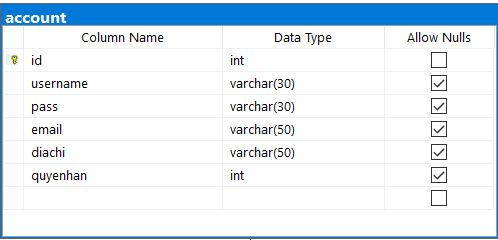 account
Column Name Data Type Allow Nulls
id int
username varchar(30)
pass varchar(30)
email varchar(50)
diachi varchar(50)
quyenhan int